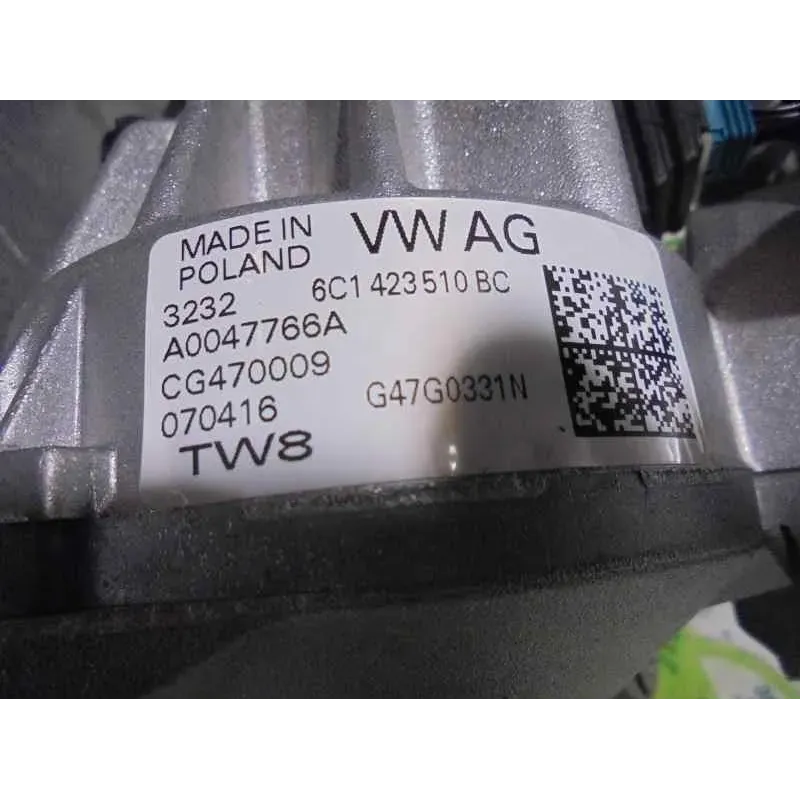 MADE IN
POLAND
VW AG
3232
6C1 423 510 BC
A0047766A
CG470009
G47G0331N
070416
TW8